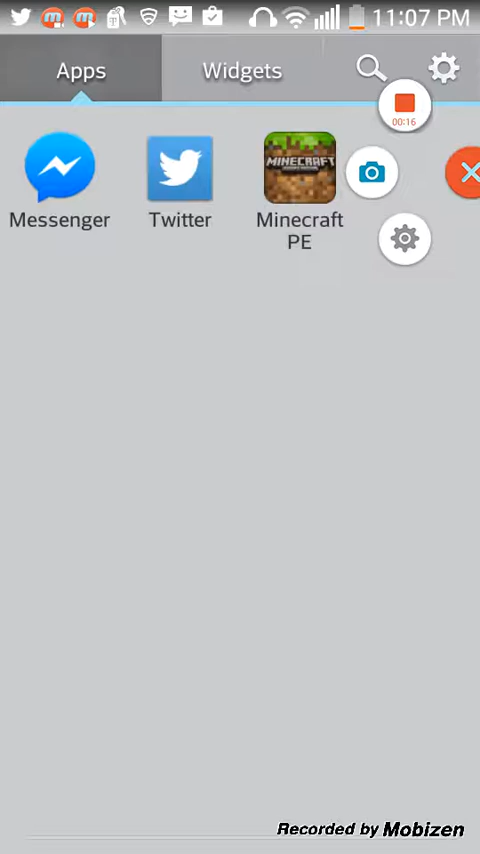 11:07 PM
Apps
Widgets
00:16
MINECRAFT
Messenger
Twitter
Minecraft
PE
Recorded by Mobizen